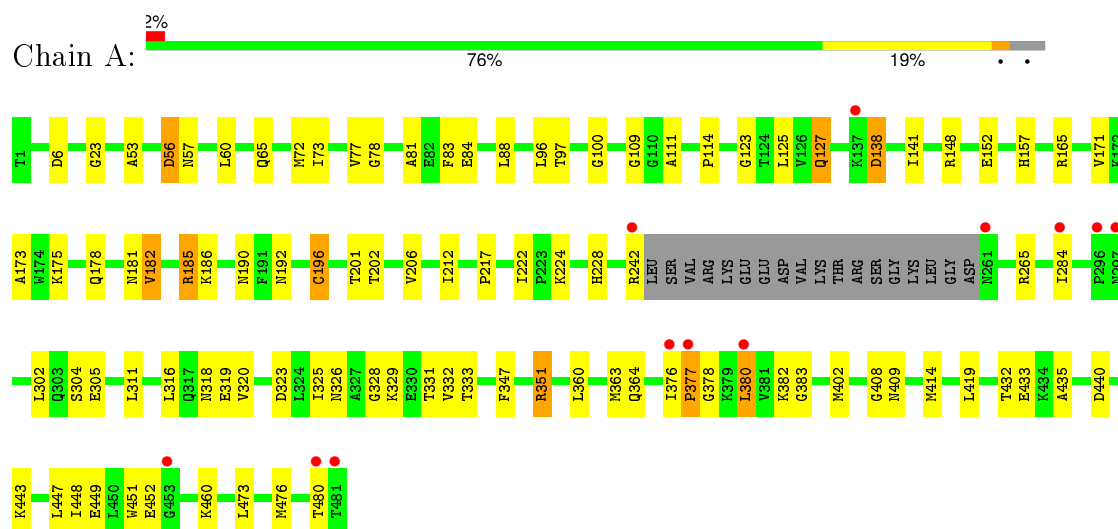 2%
Chain A:
76% 19% • •
T1 D6 G23 A53 D56 N57 L60 Q65 M72 I73 V77 G78 A81 E82 F83 E84 L88 L96 T97 G100 G109 G110 A111 P114 G123 T124 L125 V126 Q127 K137 D138 I141 R148 E152 H157 R165 V171 K172
A173 W174 K175 Q178 N181 V182 R185 K186 N190 F191 N192 C196 T201 T202 V206 I212 P217 I222 P223 K224 H228 R242 LEU SER VAL ARG LYS GLU GLU ASP VAL LYS THR ARG SER GLY LYS LEU GLY ASP N261 R265 I284 P296
L302 Q303 S304 E305 L311 L316 Q317 N318 E319 V320 D323 L324 I325 N326 A327 G328 K329 E330 T331 V332 T333 F347 R351 L360 M363 Q364 I376 P377 G378 K379 L380 V381 K382 G383 M402 G408 N409 M414 L419 T432 E433 K434 A435 D440
K443 L447 I448 E449 L450 W451 E452 G453 K460 L473 M476 T480 T481